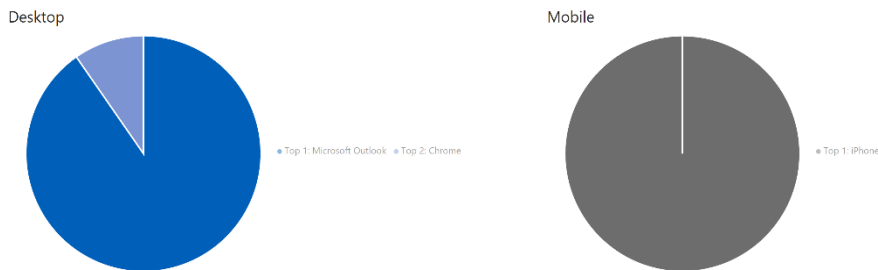 Desktop
Mobile
Top 1: Microsoft Outlook
Top 2: Chrome
Top 1: iPhone